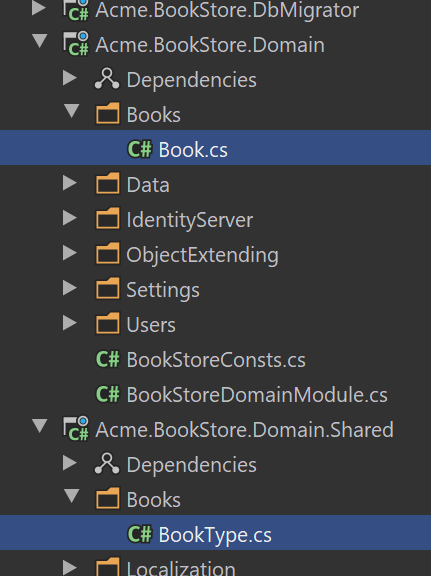 Acme.BookStore.DbMigrator
Acme.BookStore.Domain
Dependencies
Books
C# Book.cs
Data
IdentityServer
ObjectExtending
Settings
Users
C# BookStoreConsts.cs
C# BookStoreDomainModule.cs
C# Acme.BookStore.Domain.Shared
Dependencies
Books
C# BookType.cs
Localization